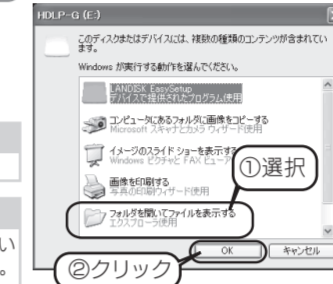 HDLP-G (E:)
このディスクまたはデバイスには、複数の種類のコンテンツが含まれてい
ます。
Windows が実行する動作を選んでください。
LANDISK EasySetup
デバイスで提供されたプログラム使用
コンピュータにあるフォルダに画像をコピーする
Microsoft スキャナとカメラ ウィザード使用
イメージのスライド ショーを表示する
Windows ピクチャと FAX ビューア
①選択
画像を印刷する
写真の印刷ウィザード使用
フォルダを開いてファイルを表示する
エクスプローラ使用
い
OK
キャンセル
②クリック
。